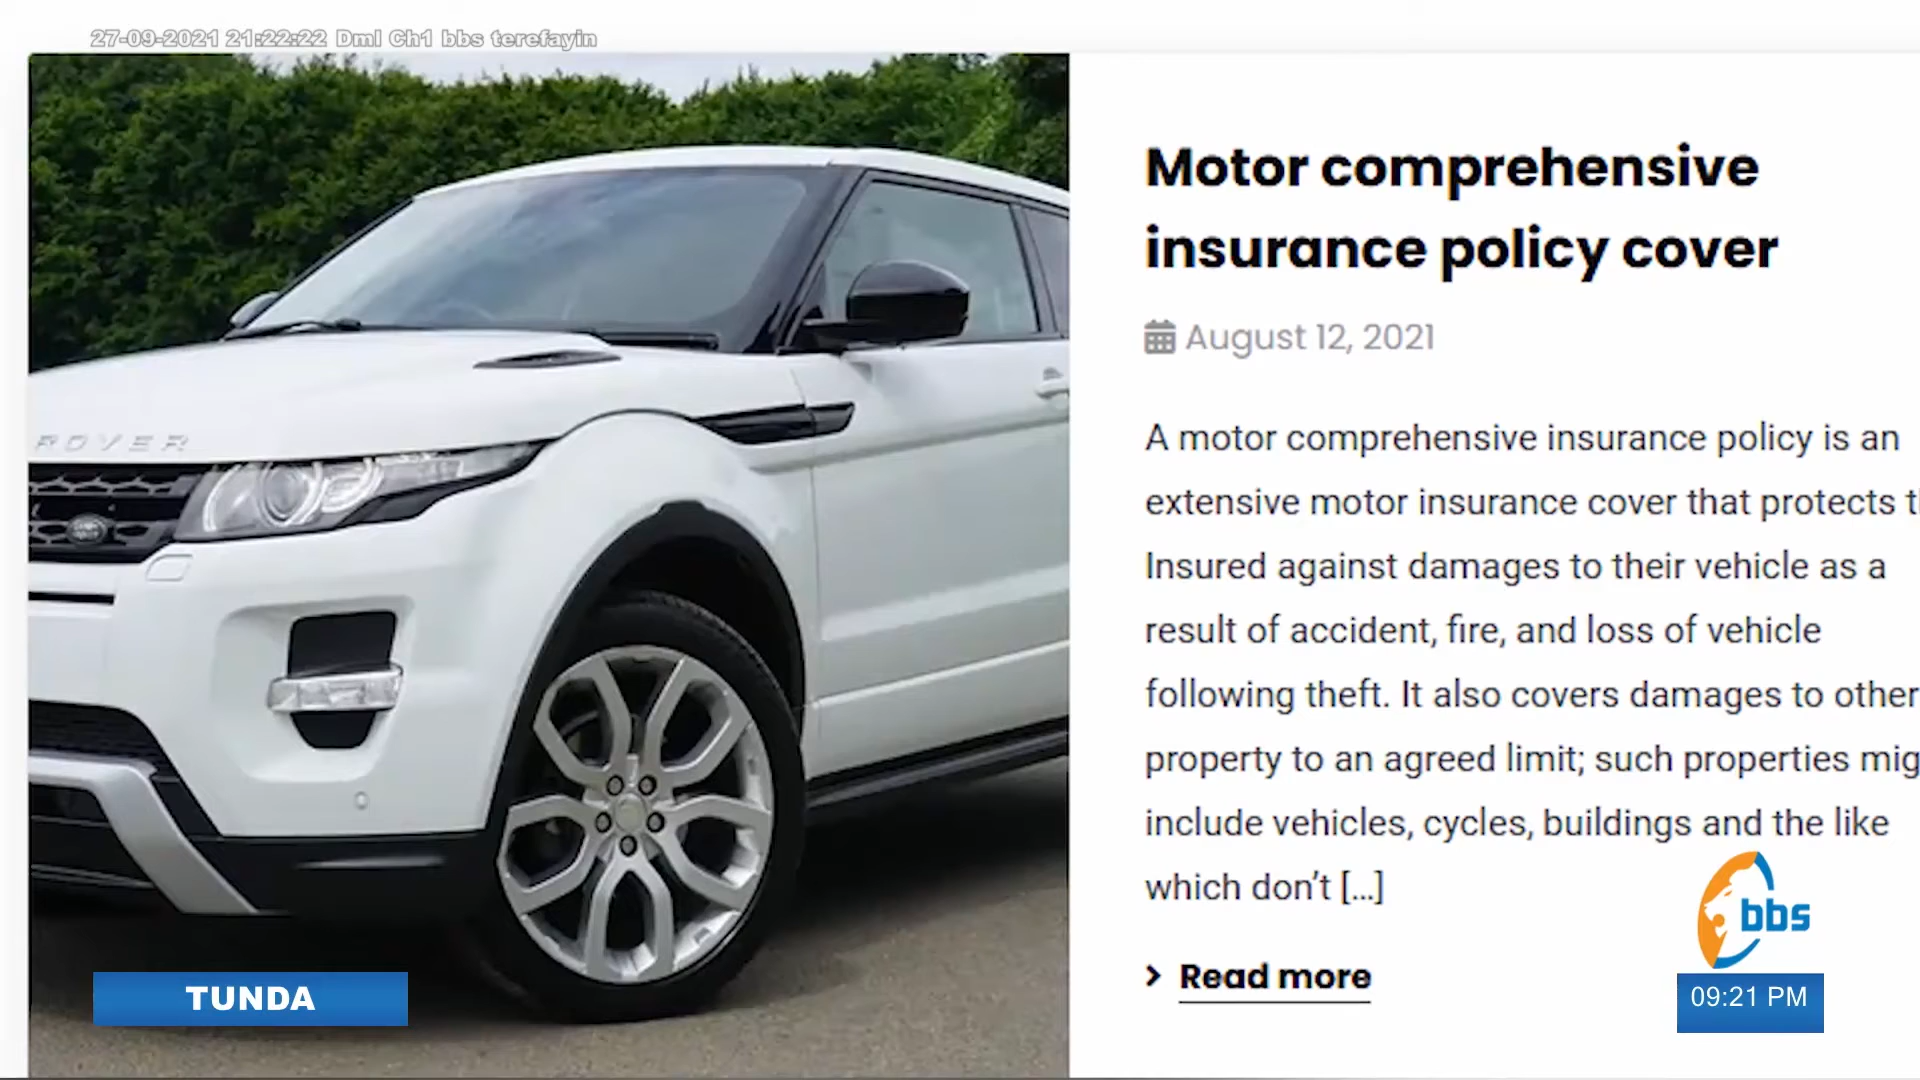 27-09-2021 21:22:22 Dml Ch1 bbs terefayin
Motor comprehensive
insurance policy cover
August 12, 2021
A motor comprehensive insurance policy is an
extensive motor insurance cover that protects
Insured against damages to their vehicle as a
result of accident, fire, and loss of vehicle
following theft. It also covers damages to other
property to an agreed limit; such properties
include vehicles, cycles, buildings and the like
which don’t [...]
Read more
ROVER
bbs
TUNDA
09:21 PM